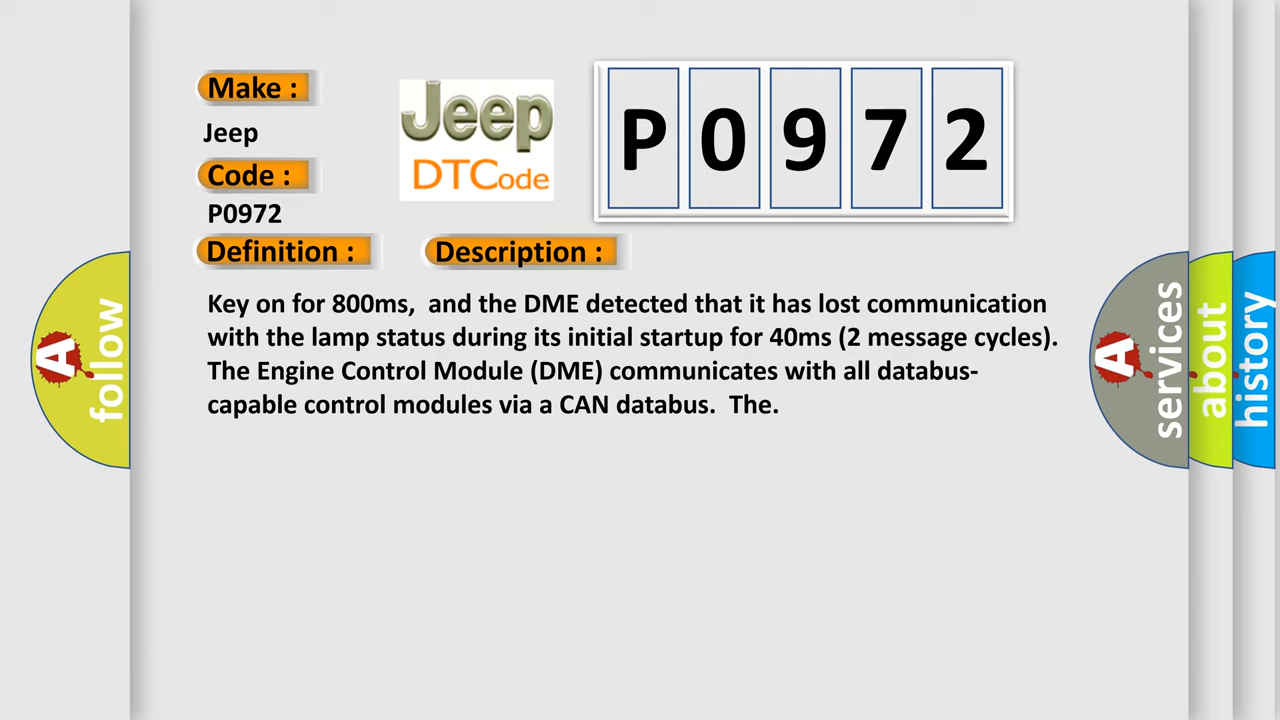 Make :
Jeep
Code :
P0972
Definition :
Jeep
DTCode
P 0 9 7 2
Description :
Key on for 800ms,  and the DME detected that it has lost communication
with the lamp status during its initial startup for 40ms (2 message cycles).
The Engine Control Module (DME) communicates with all databus-
capable control modules via a CAN databus  The.
A follow
A services
about
history